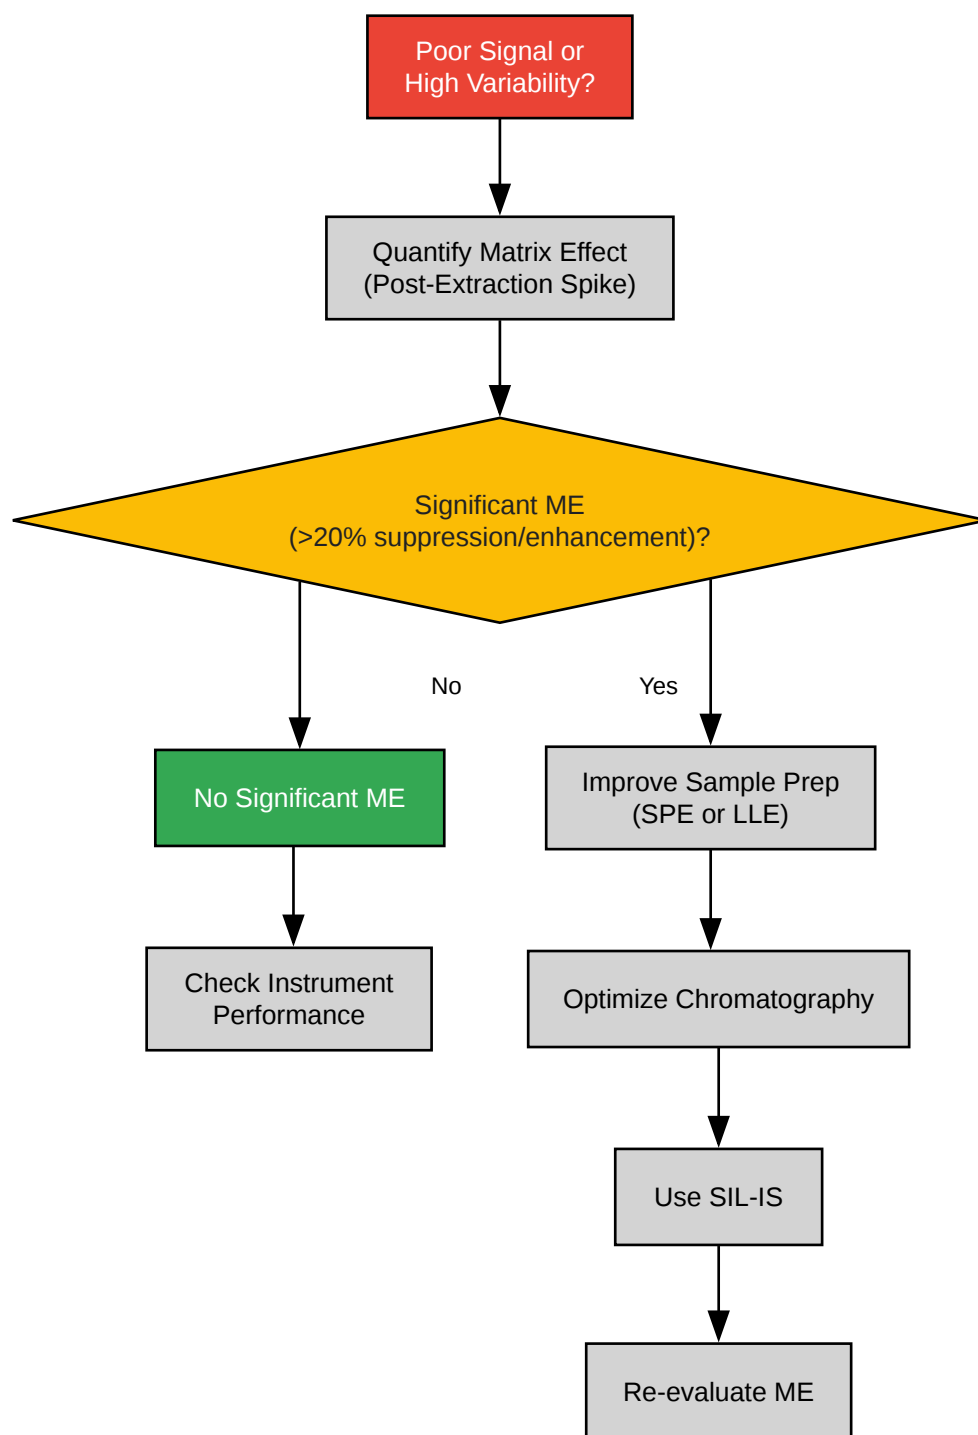 Poor Signal or
High Variability?
Quantify Matrix Effect
(Post-Extraction Spike)
Significant ME
(>20% suppression/enhancement)?
No
Yes
No Significant ME
Improve Sample Prep
(SPE or LLE)
Check Instrument
Performance
Optimize Chromatography
Use SIL-IS
Re-evaluate ME